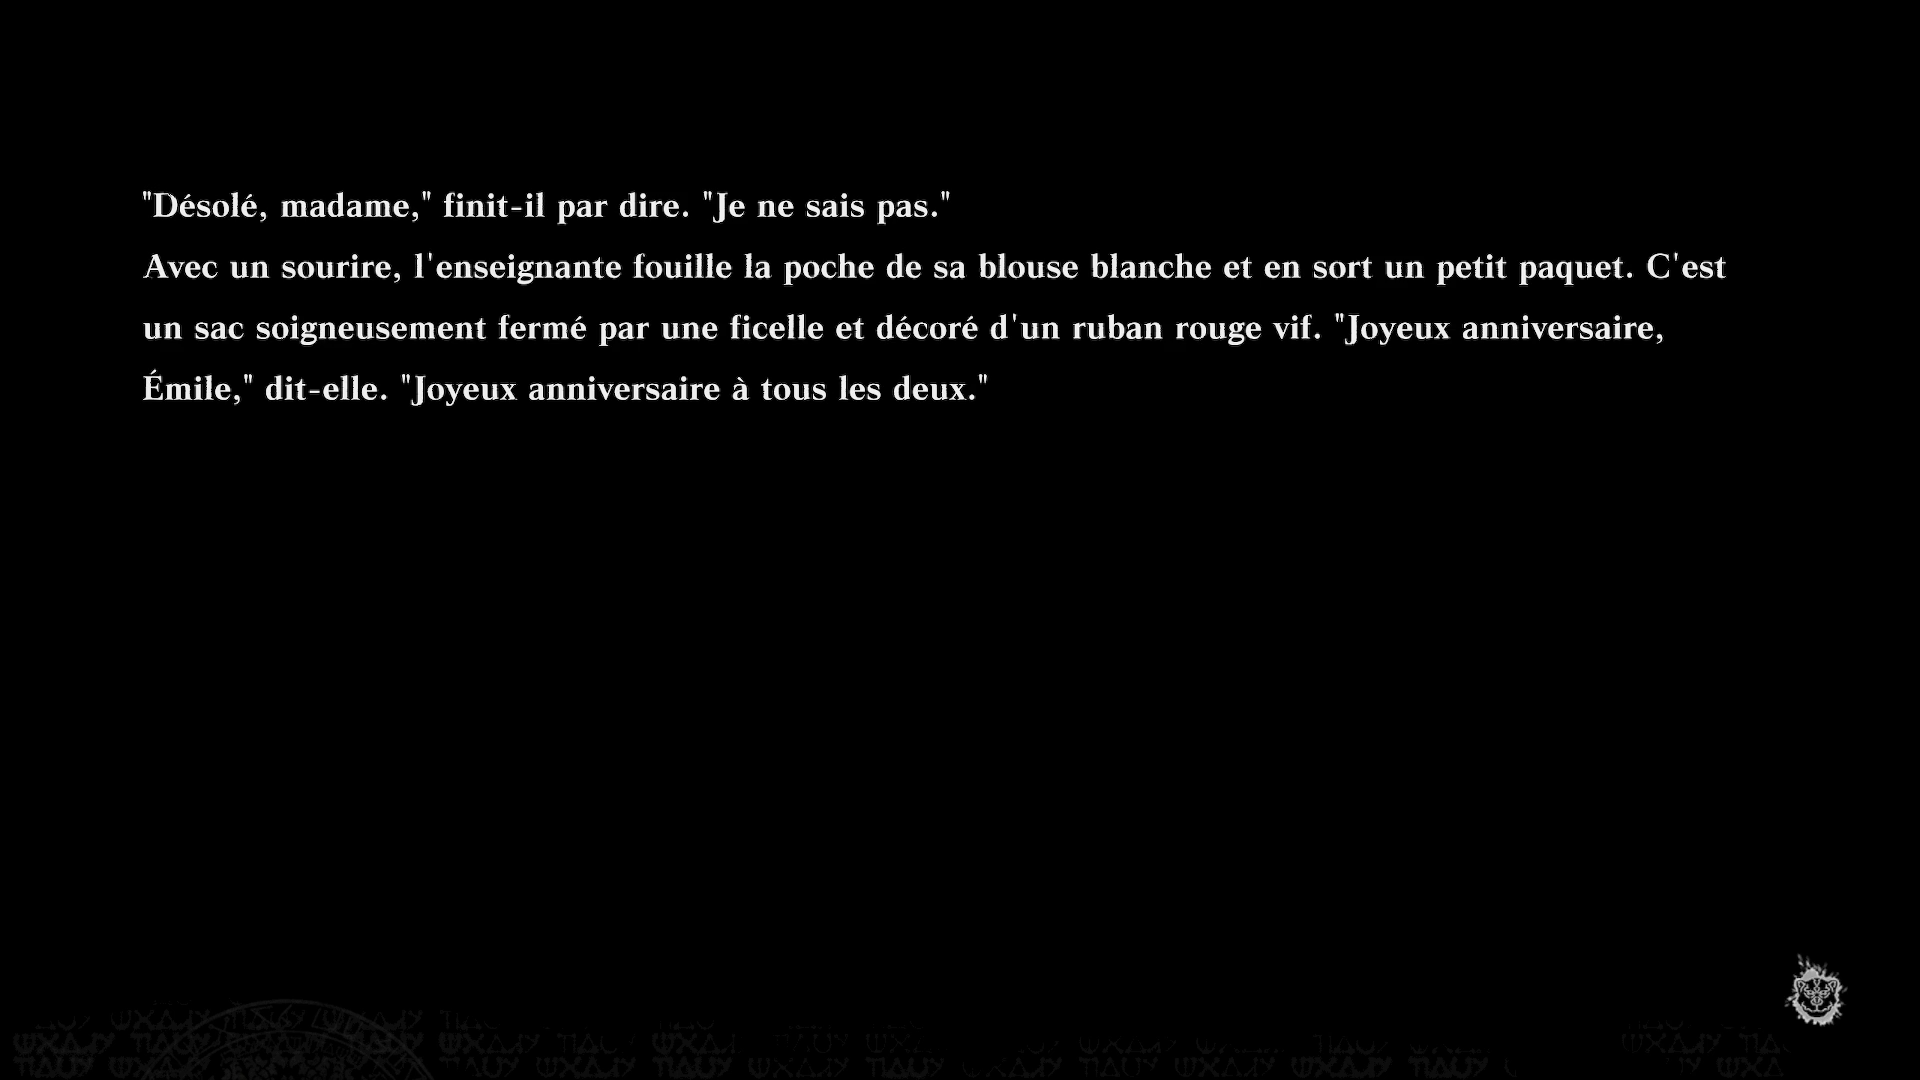 "Désolé, madame," finit-il par dire. "Je ne sais pas."
Avec un sourire, l'enseignante fouille la poche de sa blouse blanche et en sort un petit paquet. C'est
un sac soigneusement fermé par une ficelle et décoré d'un ruban rouge vif. "Joyeux anniversaire,
Émile," dit-elle. "Joyeux anniversaire à tous les deux."